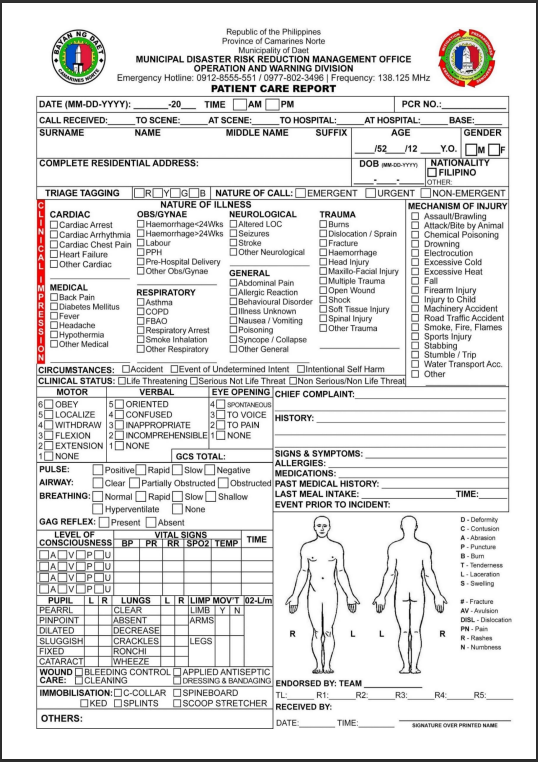 BAYAN NG DAET
CAMARINES NORTE
Republic of the Philippines
Province of Camarines Norte
Municipality of Daet
MUNICIPAL DISASTER RISK REDUCTION MANAGEMENT OFFICE
OPERATION AND WARNING DIVISION
Emergency Hotline: 0912-8555-551 / 0977-802-3496 | Frequency: 138.125 MHz
PATIENT CARE REPORT
DATE (MM-DD-YYYY): ______-20__ TIME AM PM PCR NO.:
CALL RECEIVED: TO SCENE: AT SCENE: TO HOSPITAL: AT HOSPITAL: BASE:
SURNAME NAME MIDDLE NAME SUFFIX AGE GENDER
/52 /12 Y.O. M F
COMPLETE RESIDENTIAL ADDRESS: DOB (MM-DD-YYYY) NATIONALITY
FILIPINO
OTHER:
TRIAGE TAGGING R Y G B NATURE OF CALL: EMERGENT URGENT NON-EMERGENT
CLINICAL IMPRESSION
NATURE OF ILLNESS
CARDIAC
Cardiac Arrest
Cardiac Arrhythmia
Cardiac Chest Pain
Heart Failure
Other Cardiac
MEDICAL
Back Pain
Diabetes Mellitus
Fever
Headache
Hypothermia
Other Medical
OBS/GYNAE
Haemorrhage<24Wks
Haemorrhage>24Wks
Labour
PPH
Pre-Hospital Delivery
Other Obs/Gynae
RESPIRATORY
Asthma
COPD
FBAO
Respiratory Arrest
Smoke Inhalation
Other Respiratory
NEUROLOGICAL
Altered LOC
Seizures
Stroke
Other Neurological
GENERAL
Abdominal Pain
Allergic Reaction
Behavioural Disorder
Illness Unknown
Nausea / Vomiting
Poisoning
Syncope / Collapse
Other General
TRAUMA
Burns
Dislocation / Sprain
Fracture
Haemorrhage
Head Injury
Maxillo-Facial Injury
Multiple Trauma
Open Wound
Shock
Soft Tissue Injury
Spinal Injury
Other Trauma
MECHANISM OF INJURY
Assault/Brawling
Attack/Bite by Animal
Chemical Poisoning
Drowning
Electrocution
Excessive Cold
Excessive Heat
Fall
Firearm Injury
Injury to Child
Machinery Accident
Road Traffic Accident
Smoke, Fire, Flames
Sports Injury
Stabbing
Stumble / Trip
Water Transport Acc.
Other
CIRCUMSTANCES: Accident Event of Undetermined Intent Intentional Self Harm
CLINICAL STATUS: Life Threatening Serious Not Life Threat Non Serious/Non Life Threat
MOTOR VERBAL EYE OPENING
6 OBEY 5 ORIENTED 4 SPONTANEOUS
5 LOCALIZE 4 CONFUSED 3 TO VOICE
4 WITHDRAW 3 INAPPROPRIATE 2 TO PAIN
3 FLEXION 2 INCOMPREHENSIBLE 1 NONE
2 EXTENSION 1 NONE
1 NONE GCS TOTAL:
PULSE: Positive Rapid Slow Negative
AIRWAY: Clear Partially Obstructed Obstructed
BREATHING: Normal Rapid Slow Shallow
Hyperventilate None
GAG REFLEX: Present Absent
CHIEF COMPLAINT:
HISTORY:
SIGNS & SYMPTOMS:
ALLERGIES:
MEDICATIONS:
PAST MEDICAL HISTORY:
LAST MEAL INTAKE: TIME:
EVENT PRIOR TO INCIDENT:
LEVEL OF CONSCIOUSNESS VITAL SIGNS TIME
BP PR RR SPO2 TEMP
A V P U
A V P U
A V P U
A V P U
PUPIL L R LUNGS L R LIMP MOV'T 02-L/m
PEARRL CLEAR LIMB Y N
PINPOINT ABSENT ARMS
DILATED DECREASE
SLUGGISH CRACKLES LEGS
FIXED RONCHI
CATARACT WHEEZE
WOUND CARE: BLEEDING CONTROL APPLIED ANTISEPTIC
CLEANING DRESSING & BANDAGING
IMMOBILISATION: C-COLLAR SPINEBOARD
KED SPLINTS SCOOP STRETCHER
OTHERS:
R L L R
D - Deformity
C - Contusion
A - Abrasion
P - Puncture
B - Burn
T - Tenderness
L - Laceration
S - Swelling
# - Fracture
AV - Avulsion
DISL - Dislocation
PN - Pain
R - Rashes
N - Numbness
ENDORSED BY: TEAM
TL: R1: R2: R3: R4: R5:
RECEIVED BY:
DATE: TIME:
SIGNATURE OVER PRINTED NAME